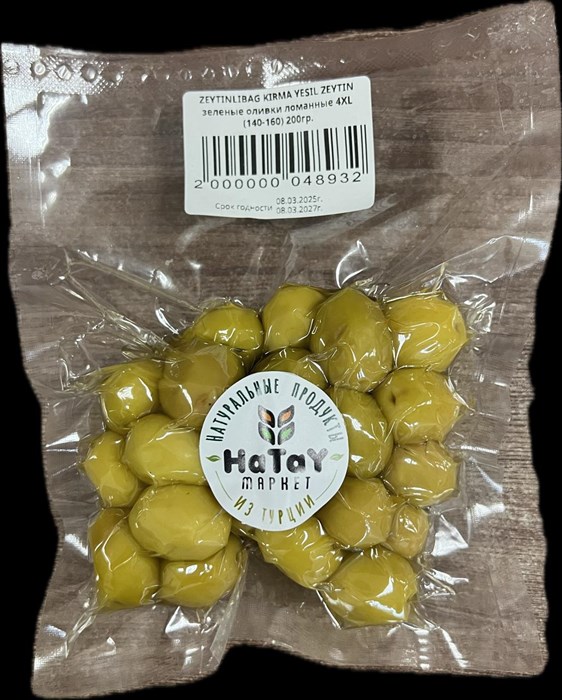 ZEYTINLIBAG KIRMA YESIL ZEYTIN
зеленые оливки ломанные 4XL
(140-160) 200гр.
2 000000 048932
Срок годности 08.03.2025г.
08.03.2027г.
НАТУРАЛЬНЫЕ ПРОДУКТЫ
HaTaY
МАРКЕТ
ИЗ ТУРЦИИ